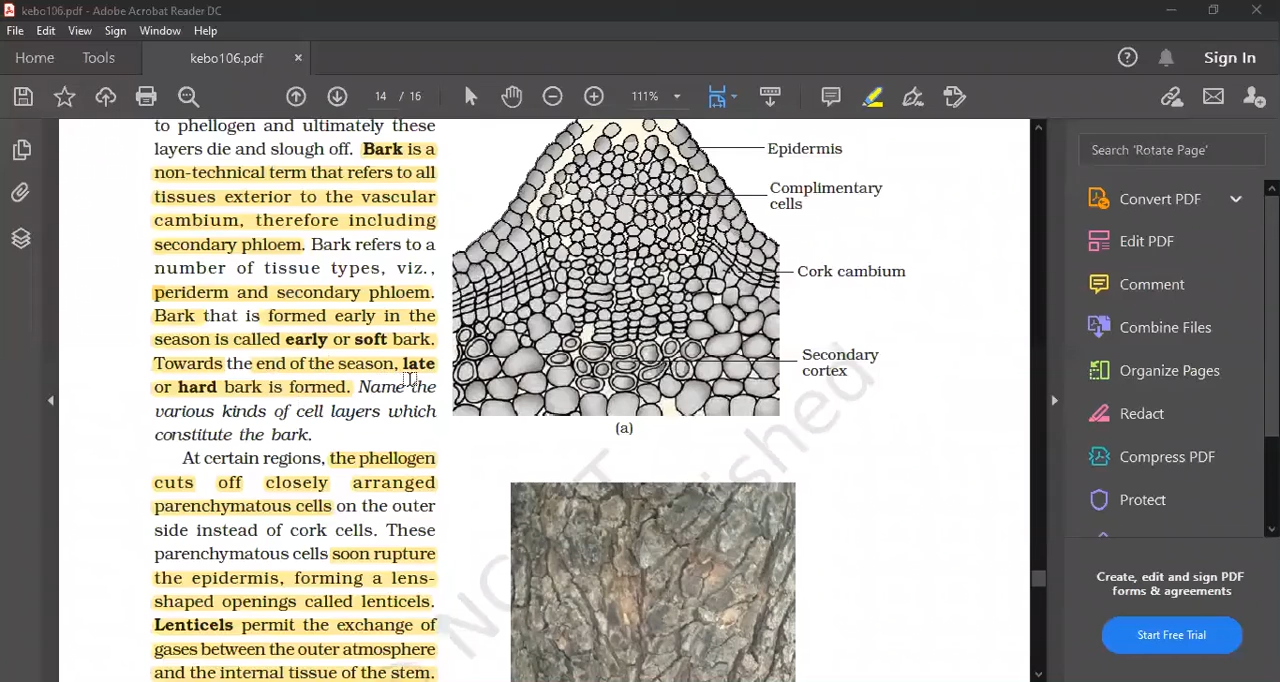 kebo106.pdf - Adobe Acrobat Reader DC
File Edit View Sign Window Help
Home Tools kebo106.pdf × Sign In
14 / 16 111%
to phellogen and ultimately these
layers die and slough off. Bark is a
non-technical term that refers to all
tissues exterior to the vascular
cambium, therefore including
secondary phloem. Bark refers to a
number of tissue types, viz.,
periderm and secondary phloem.
Bark that is formed early in the
season is called early or soft bark.
Towards the end of the season, late
or hard bark is formed. Name the
various kinds of cell layers which
constitute the bark.
At certain regions, the phellogen
cuts off closely arranged
parenchymatous cells on the outer
side instead of cork cells. These
parenchymatous cells soon rupture
the epidermis, forming a lens-
shaped openings called lenticels.
Lenticels permit the exchange of
gases between the outer atmosphere
and the internal tissue of the stem.
Epidermis
Complimentary
cells
Cork cambium
Secondary
cortex
(a)
Search 'Rotate Page'
Convert PDF
Edit PDF
Comment
Combine Files
Organize Pages
Redact
Compress PDF
Protect
Create, edit and sign PDF
forms & agreements
Start Free Trial